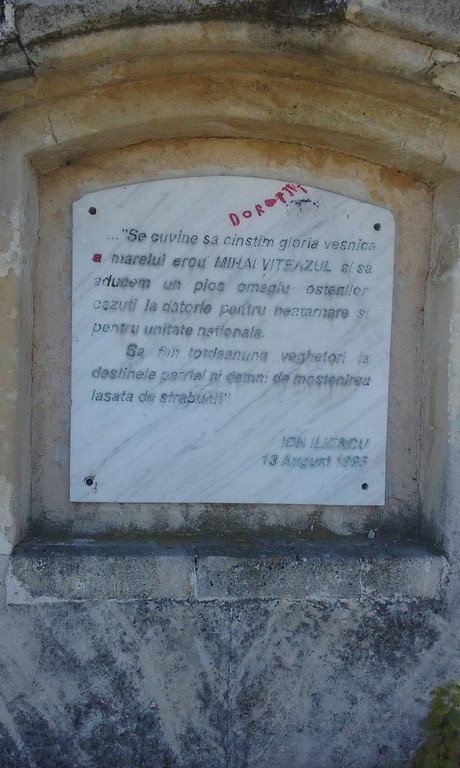 DOROTHY
..."Se cuvine sa cinstim gloria vesnica
a marelui erou MIHAI VITEAZUL si sa
aducem un pios omagiu ostenilor
cazuti la datorie pentru neatarnare si
pentru unitate nationala.
Sa fim totdeauna veghetori la
destinele patriei si demni de mostenirea
lasata de strabuni!"
ION ILIESCU
13 August 1995